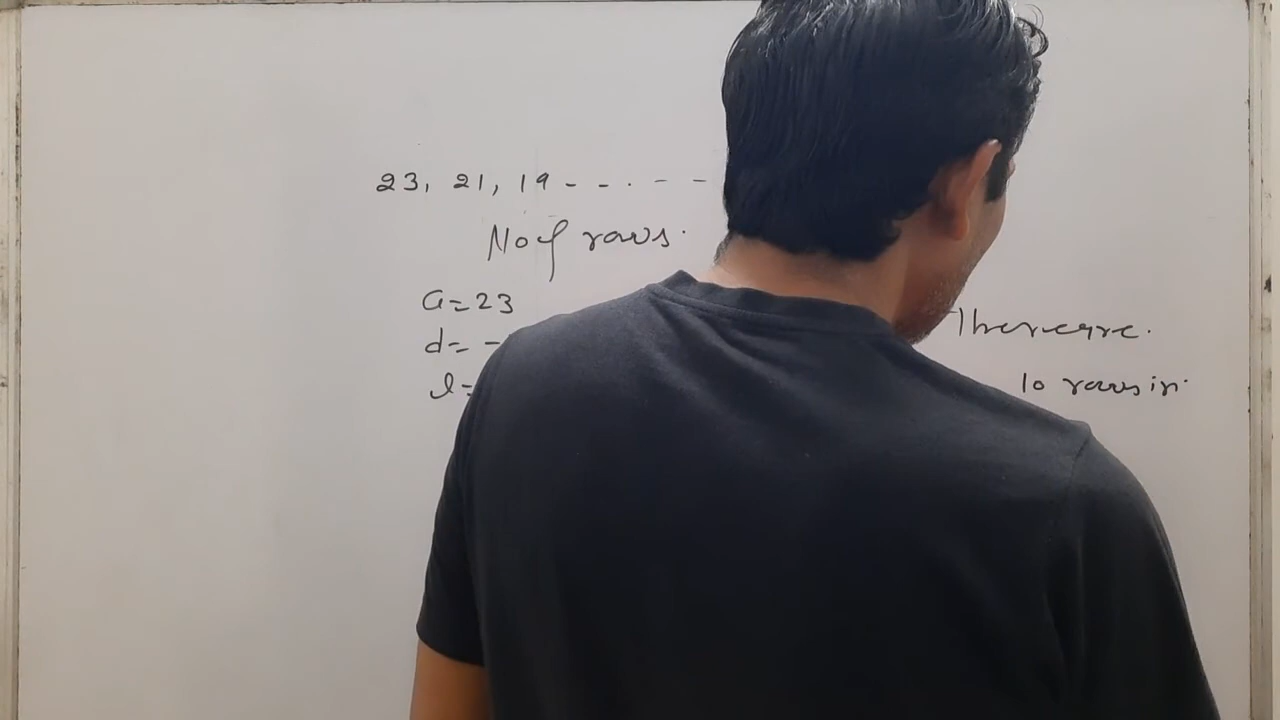 23, 21, 19 - - . - -
No of rows.
a=23
d= -
l=
There are.
10 rows in.